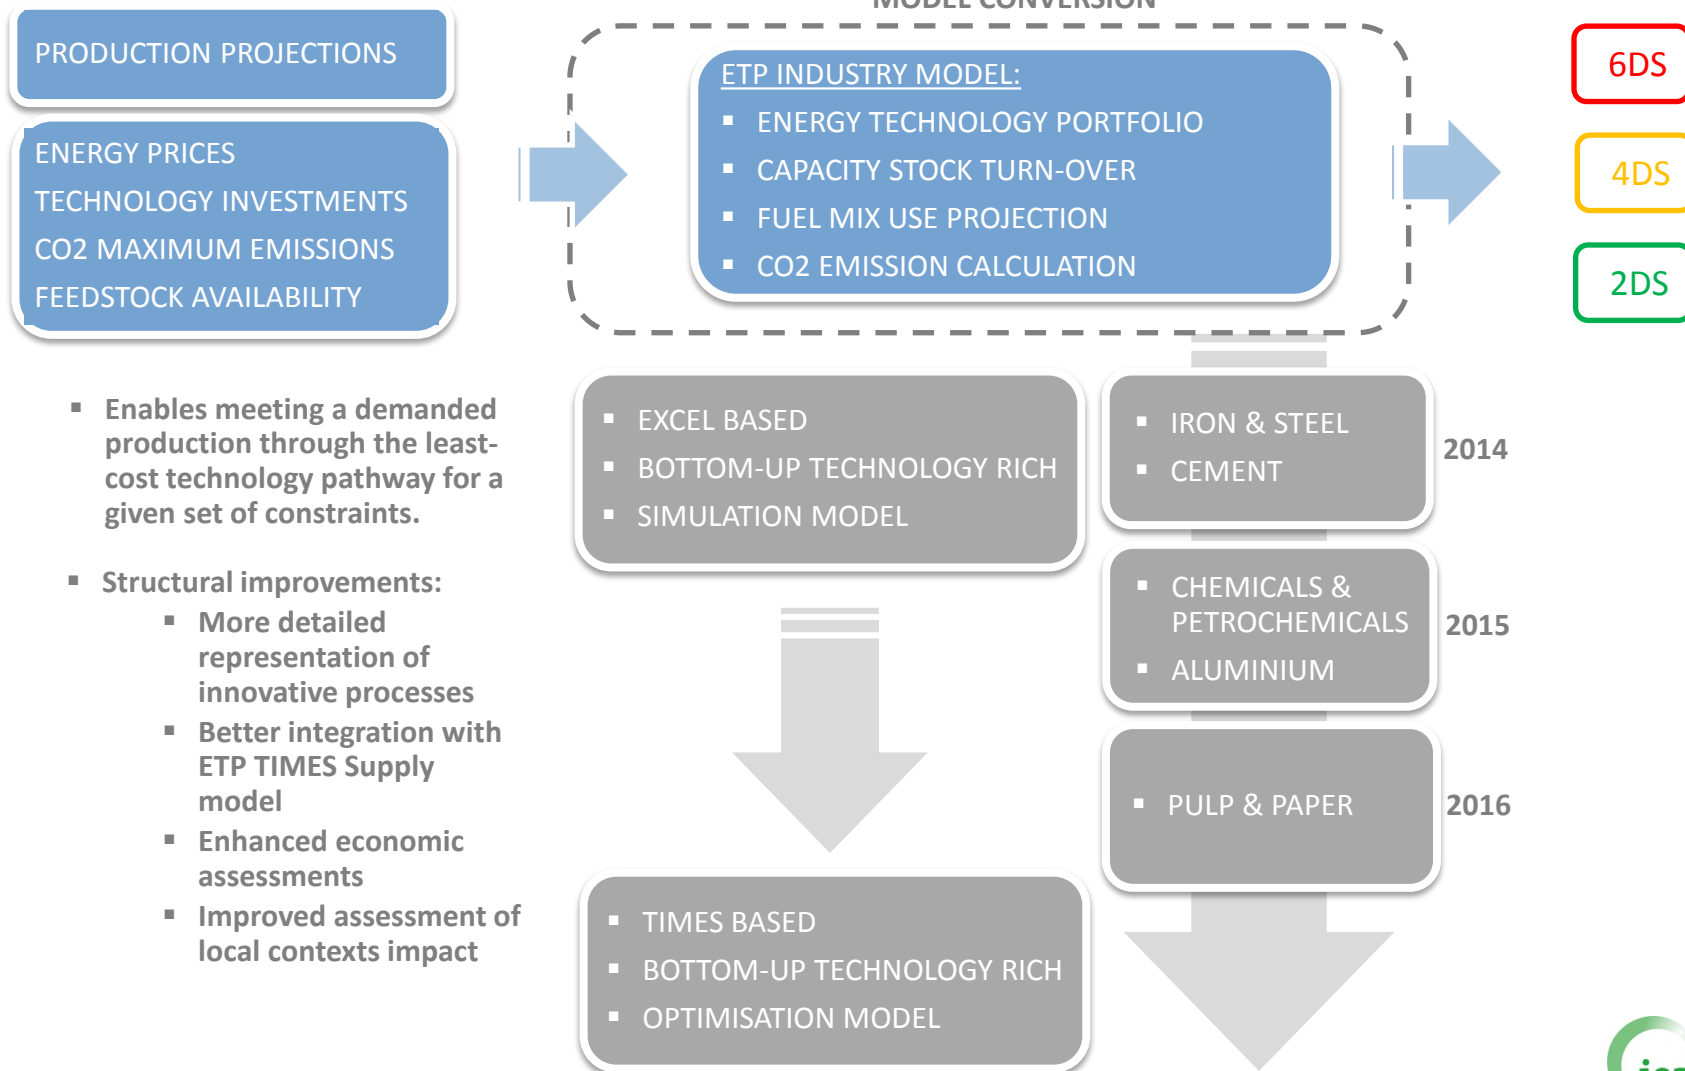 MODEL CONVERSION
PRODUCTION PROJECTIONS
ENERGY PRICES
TECHNOLOGY INVESTMENTS
CO2 MAXIMUM EMISSIONS
FEEDSTOCK AVAILABILITY
ETP INDUSTRY MODEL:
▪ ENERGY TECHNOLOGY PORTFOLIO
▪ CAPACITY STOCK TURN-OVER
▪ FUEL MIX USE PROJECTION
▪ CO2 EMISSION CALCULATION
6DS
4DS
2DS
▪ Enables meeting a demanded
production through the least-
cost technology pathway for a
given set of constraints.
▪ Structural improvements:
▪ More detailed
representation of
innovative processes
▪ Better integration with
ETP TIMES Supply
model
▪ Enhanced economic
assessments
▪ Improved assessment of
local contexts impact
▪ EXCEL BASED
▪ BOTTOM-UP TECHNOLOGY RICH
▪ SIMULATION MODEL
▪ TIMES BASED
▪ BOTTOM-UP TECHNOLOGY RICH
▪ OPTIMISATION MODEL
▪ IRON & STEEL
▪ CEMENT
2014
▪ CHEMICALS &
PETROCHEMICALS
▪ ALUMINIUM
2015
▪ PULP & PAPER
2016